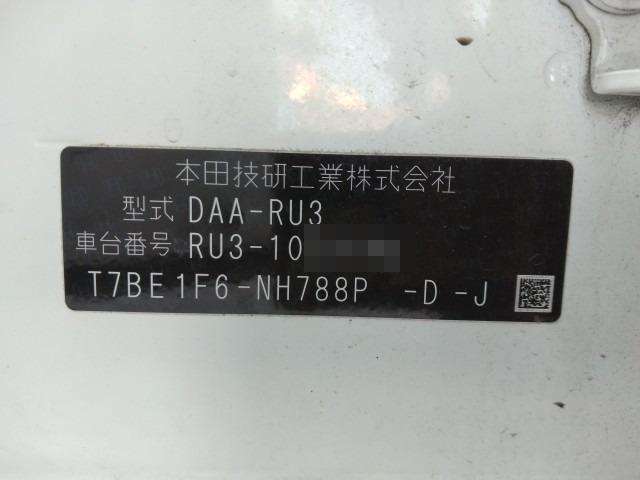 本田技研工業株式会社
型式 DAA-RU3
車台番号 RU3-10
T7BE1F6-NH788P -D-J